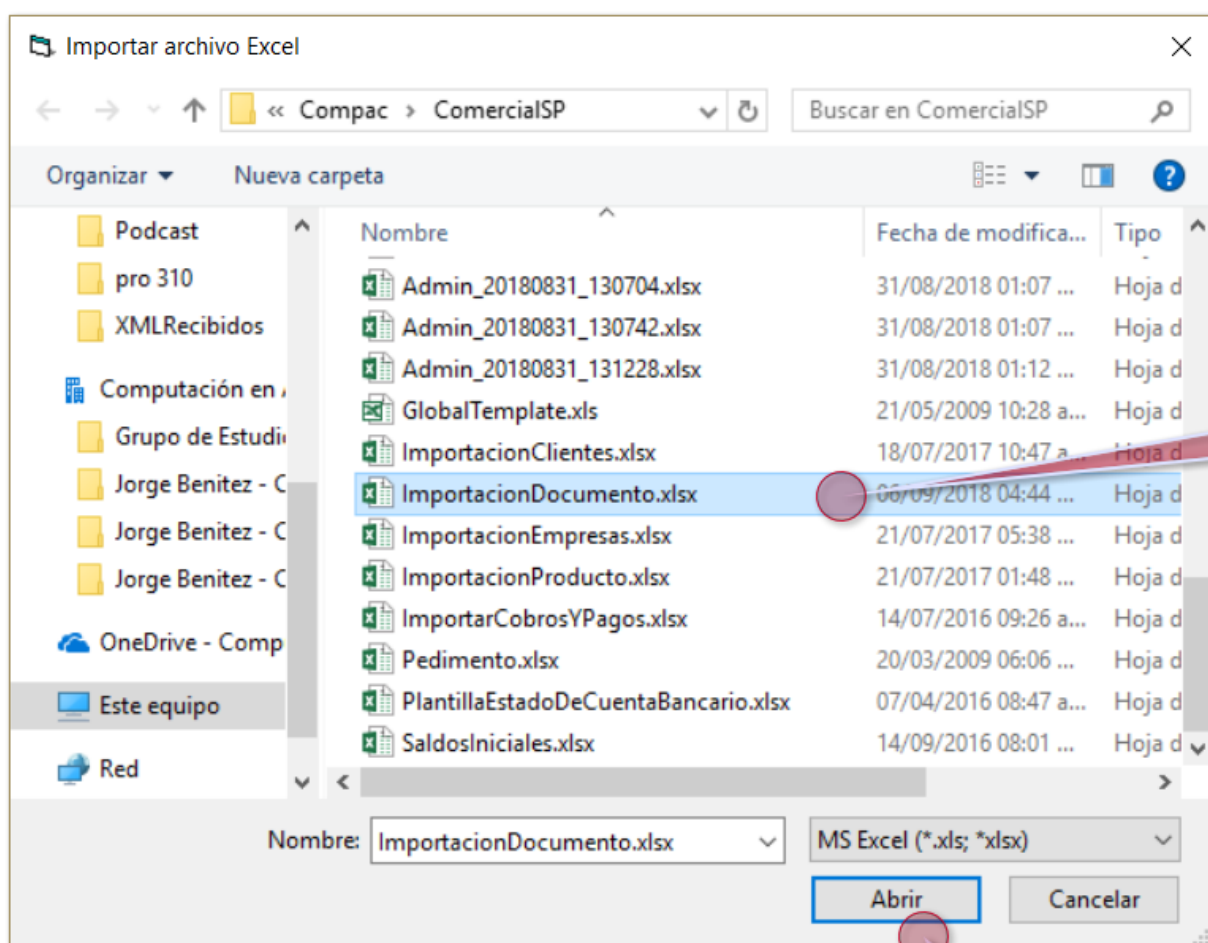 Importar archivo Excel
« Compac › ComercialSP
Buscar en ComercialSP
Organizar
Nueva carpeta
Podcast
pro 310
XMLRecibidos
Computación en
Grupo de Estudi
Jorge Benitez - C
Jorge Benitez - C
Jorge Benitez - C
OneDrive - Comp
Este equipo
Red
Nombre Fecha de modifica... Tipo
Admin_20180831_130704.xlsx 31/08/2018 01:07 ... Hoja d
Admin_20180831_130742.xlsx 31/08/2018 01:07 ... Hoja d
Admin_20180831_131228.xlsx 31/08/2018 01:12 ... Hoja d
GlobalTemplate.xls 21/05/2009 10:28 a... Hoja d
ImportacionClientes.xlsx 18/07/2017 10:47 a... Hoja d
ImportacionDocumento.xlsx 06/09/2018 04:44 ... Hoja d
ImportacionEmpresas.xlsx 21/07/2017 05:38 ... Hoja d
ImportacionProducto.xlsx 21/07/2017 01:48 ... Hoja d
ImportarCobrosYPagos.xlsx 14/07/2016 09:26 a... Hoja d
Pedimento.xlsx 20/03/2009 06:06 ... Hoja d
PlantillaEstadoDeCuentaBancario.xlsx 07/04/2016 08:47 a... Hoja d
SaldosIniciales.xlsx 14/09/2016 08:01 ... Hoja d
Nombre: ImportacionDocumento.xlsx
MS Excel (*.xls; *xlsx)
Abrir
Cancelar